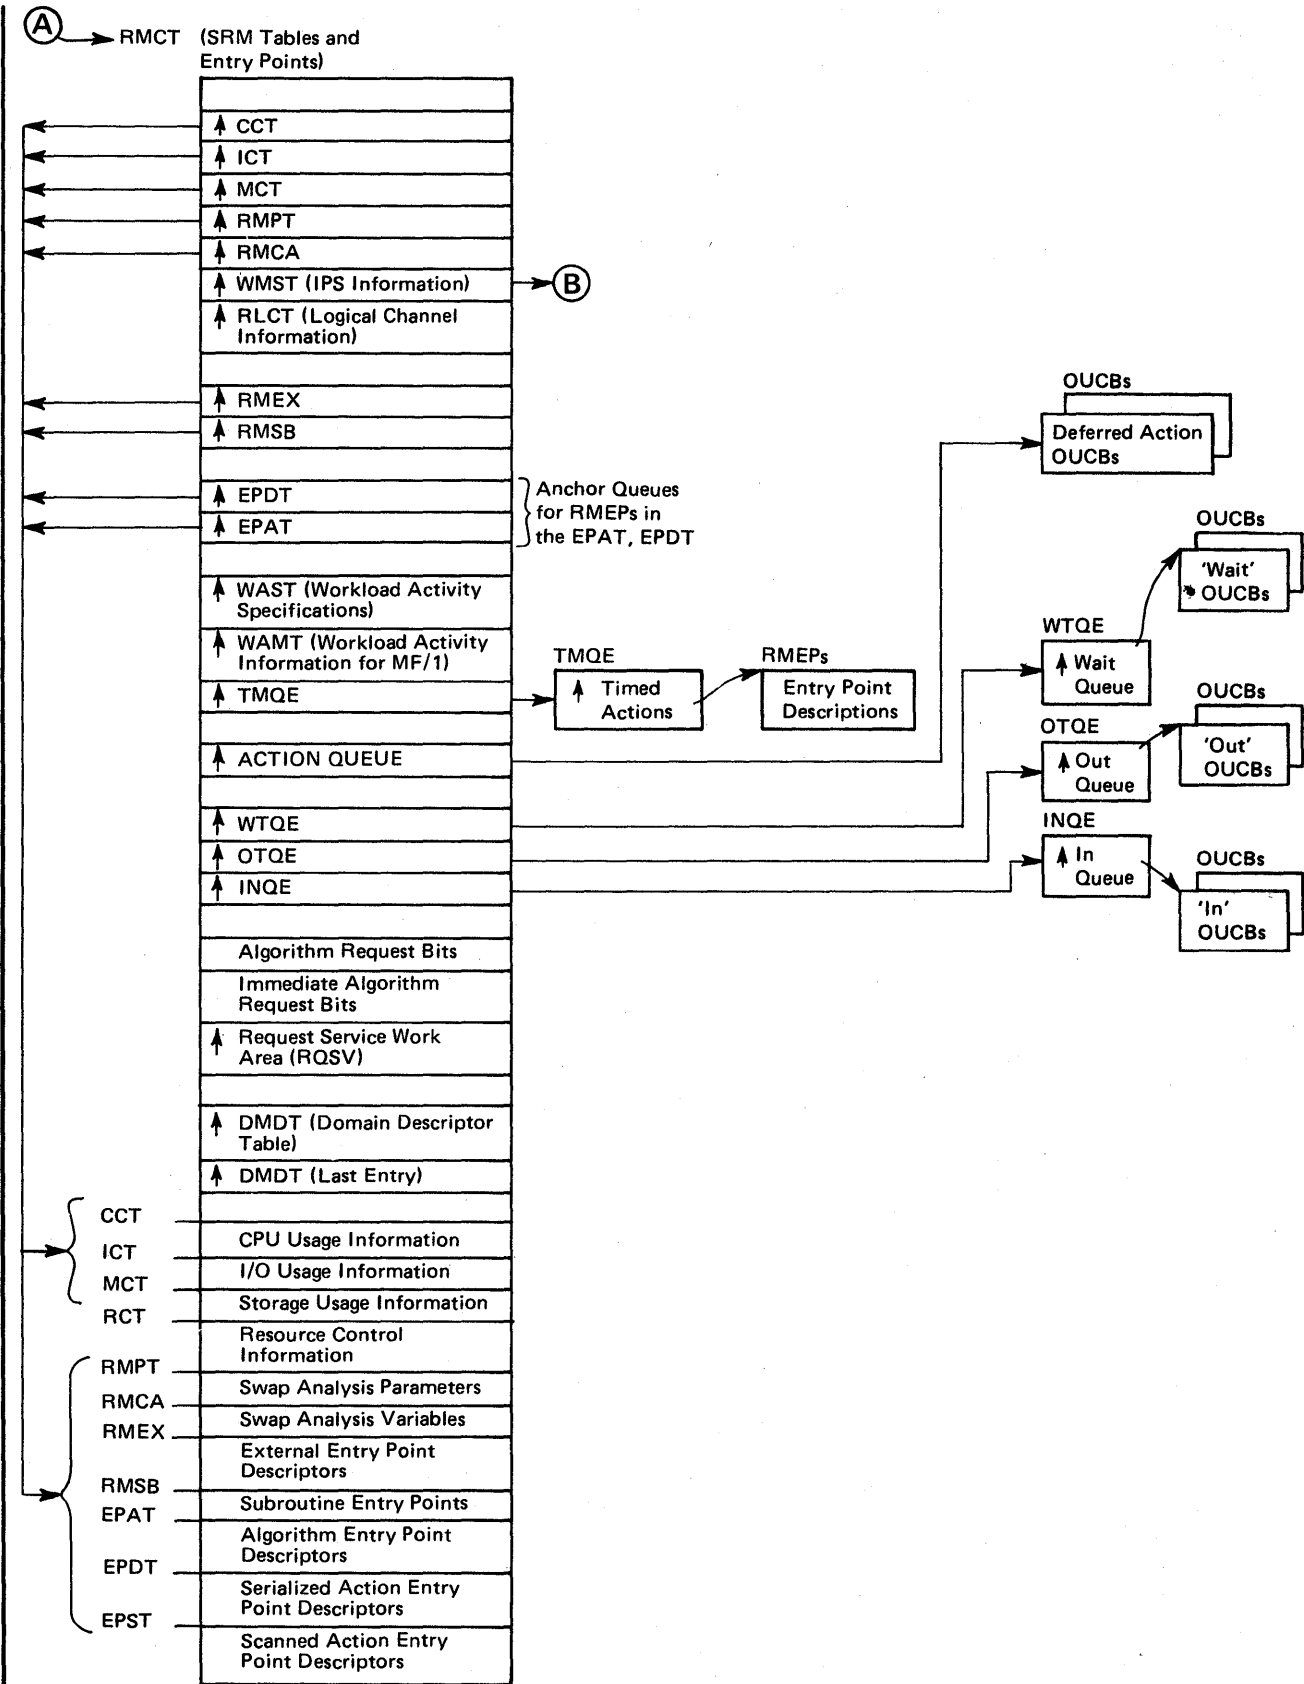 A
RMCT (SRM Tables and
Entry Points)
CCT
ICT
MCT
RMPT
RMCA
WMST (IPS Information)
B
RLCT (Logical Channel
Information)
RMEX
RMSB
EPDT
EPAT
Anchor Queues
for RMEPs in
the EPAT, EPDT
WAST (Workload Activity
Specifications)
WAMT (Workload Activity
Information for MF/1)
TMQE
TMQE
Timed
Actions
RMEPs
Entry Point
Descriptions
ACTION QUEUE
OUCBs
Deferred Action
OUCBs
WTQE
WTQE
Wait
Queue
OUCBs
'Wait'
OUCBs
OTQE
OTQE
Out
Queue
OUCBs
'Out'
OUCBs
INQE
INQE
In
Queue
OUCBs
'In'
OUCBs
Algorithm Request Bits
Immediate Algorithm
Request Bits
Request Service Work
Area (RQSV)
DMDT (Domain Descriptor
Table)
DMDT (Last Entry)
CCT
CPU Usage Information
ICT
I/O Usage Information
MCT
Storage Usage Information
RCT
Resource Control
Information
RMPT
Swap Analysis Parameters
RMCA
Swap Analysis Variables
RMEX
External Entry Point
Descriptors
RMSB
Subroutine Entry Points
EPAT
Algorithm Entry Point
Descriptors
EPDT
Serialized Action Entry
Point Descriptors
EPST
Scanned Action Entry
Point Descriptors